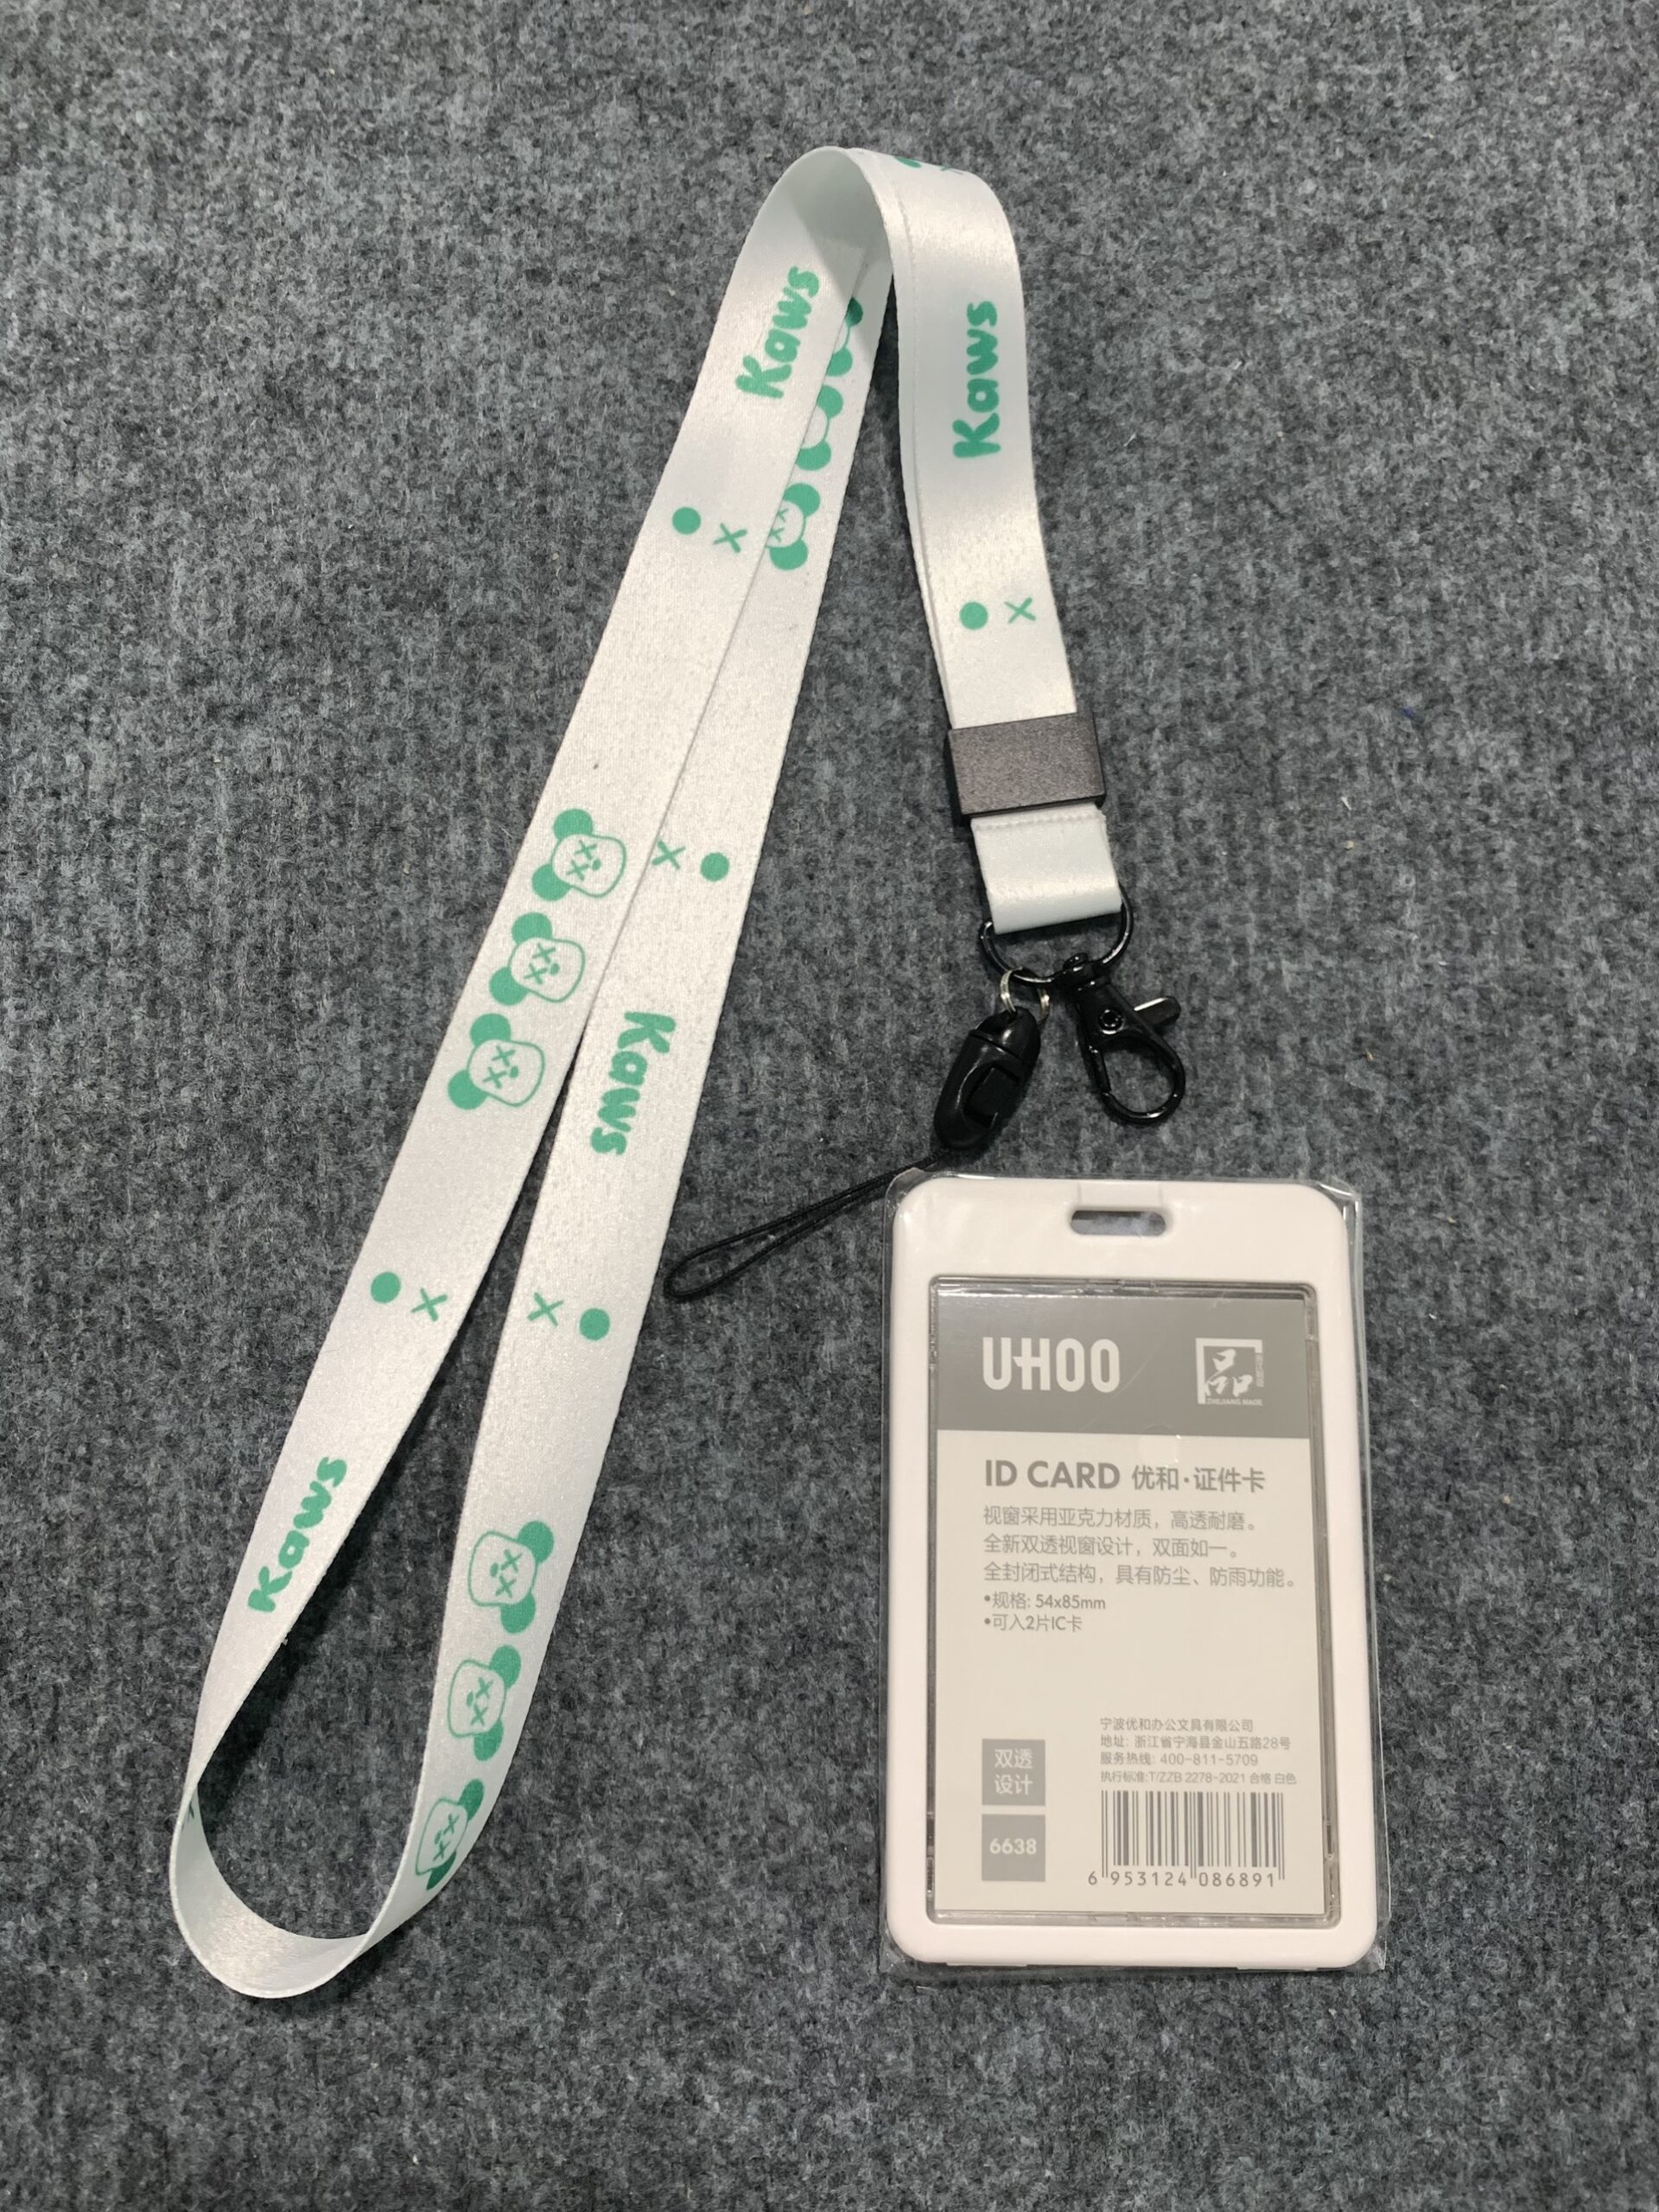 Kaws
Kaws
Kaws
Kaws
UHOO
品
ZHEJIANG MADE
ID CARD 优和·证件卡
视窗采用亚克力材质，高透耐磨。
全新双透视窗设计，双面如一。
全封闭式结构，具有防尘、防雨功能。
•规格: 54x85mm
•可入2片IC卡
宁波优和办公文具有限公司
地址: 浙江省宁海县金山五路28号
服务热线: 400-811-5709
执行标准:T/ZZB 2278-2021 合格 白色
双透
设计
6638
6 953124 086891